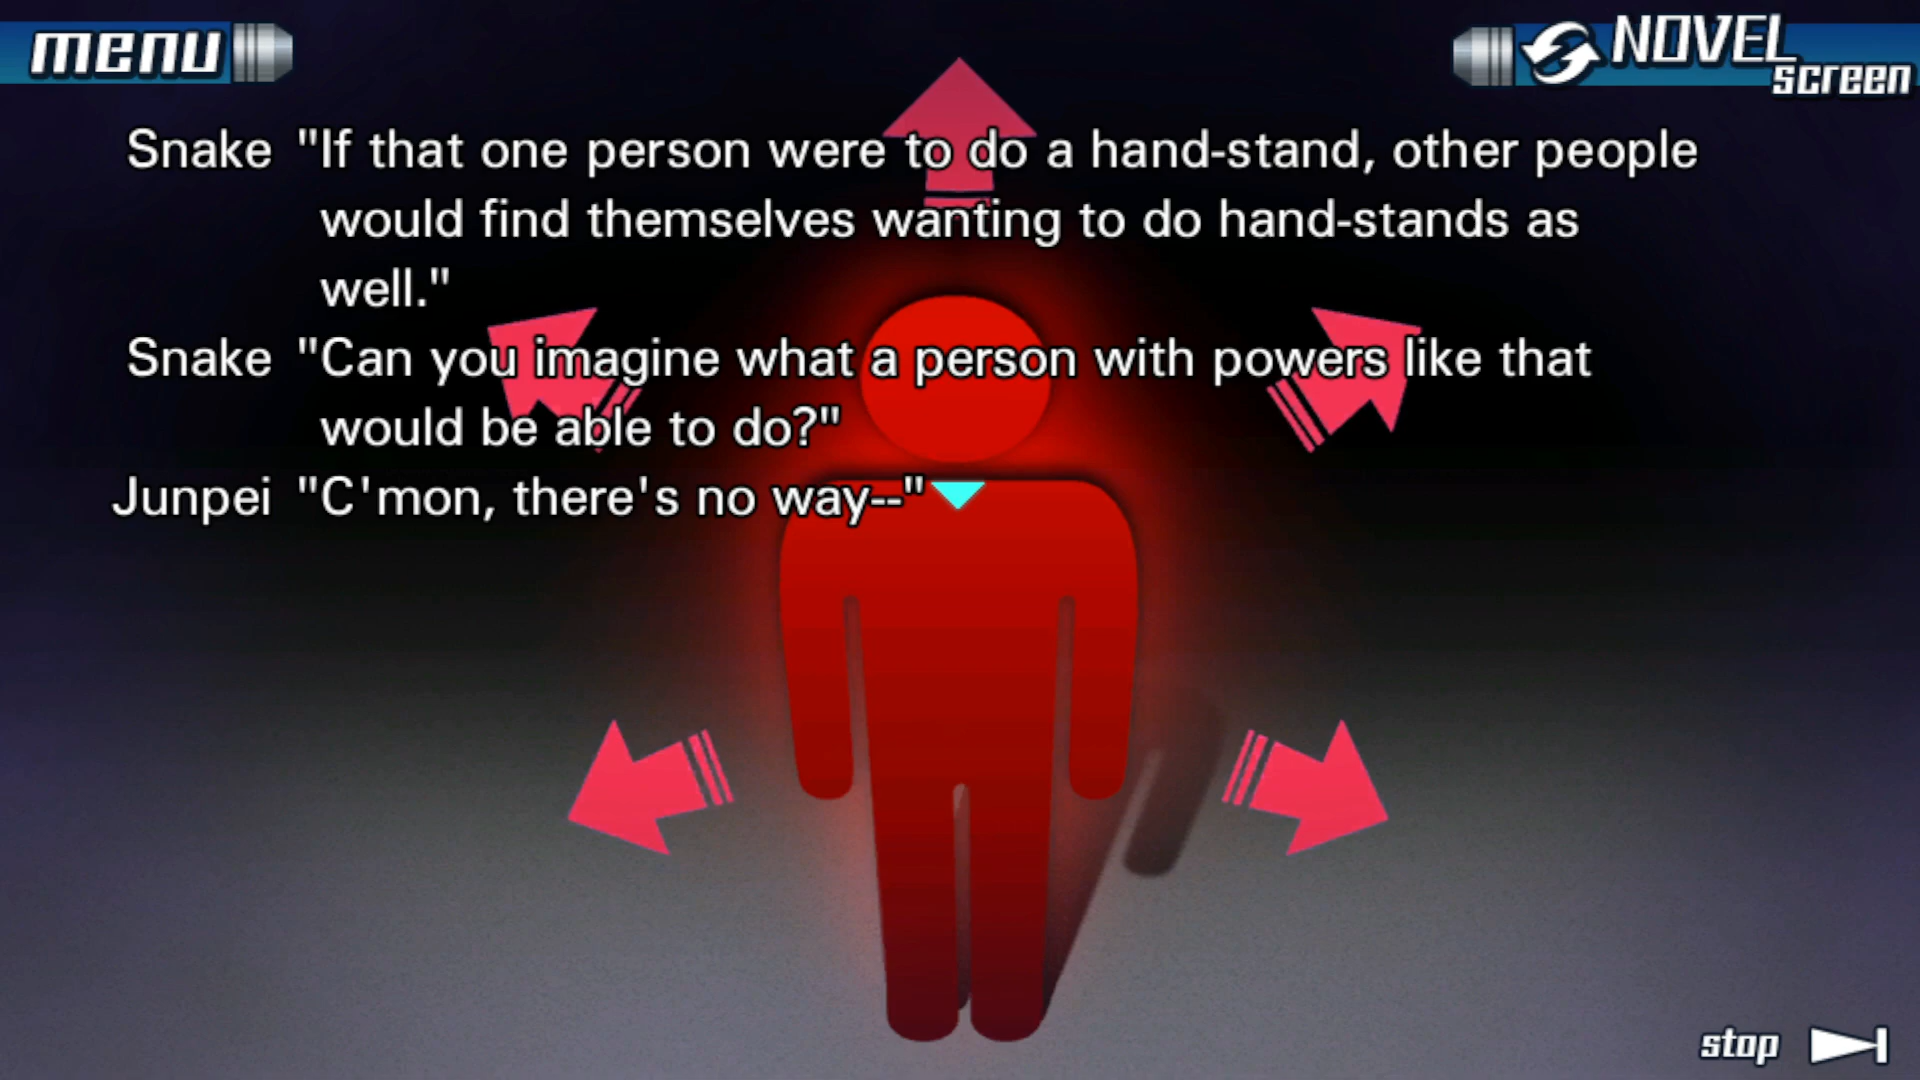 menu
NOVEL
screen
Snake "If that one person were to do a hand-stand, other people
would find themselves wanting to do hand-stands as
well."
Snake "Can you imagine what a person with powers like that
would be able to do?"
Junpei "C'mon, there's no way--"
stop